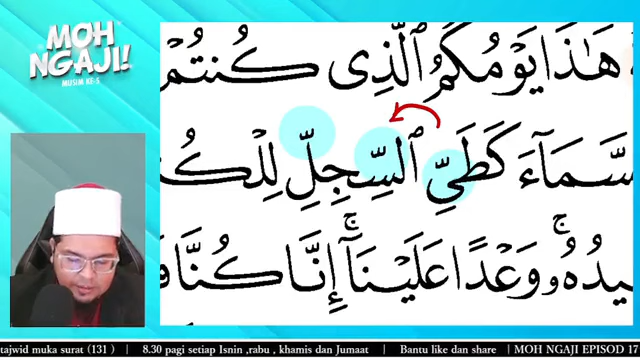 MOH
NGAJI!
MUSIM KE-5
هَٰذَا يَوْمُكُمُ ٱلَّذِى كُنتُمْ
سَّمَآءَ كَطَىِّ ٱلسِّجِلِّ لِلْكُ
يدُهُۥ ۚ وَعْدًا عَلَيْنَآ ۚ إِنَّا كُنَّا فَ
tajwid muka surat (131) | 8.30 pagi setiap Isnin ,rabu , khamis dan Jumaat | Bantu like dan share | MOH NGAJI EPISOD 17